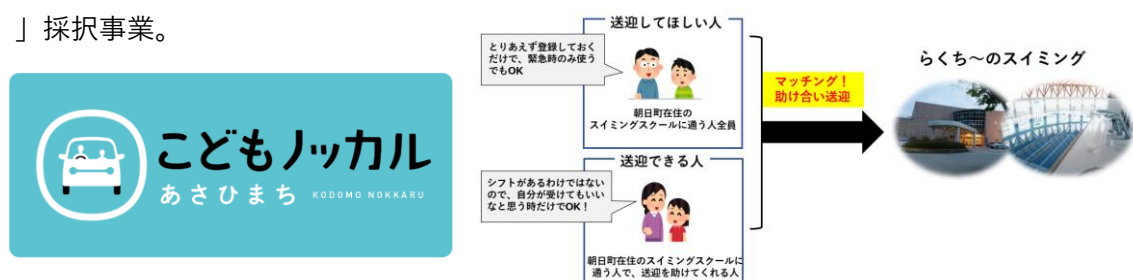 」採択事業。
こどもノッカル
あさひまち KODOMO NOKKARU
送迎してほしい人
とりあえず登録しておく
だけで、緊急時のみ使う
でもOK
朝日町在住の
スイミングスクールに通う人全員
送迎できる人
シフトがあるわけではない
ので、自分が受けてもいい
なと思う時だけでOK！
朝日町在住のスイミングスクールに
通う人で、送迎を助けてくれる人
マッチング！
助け合い送迎
らくち～のスイミング